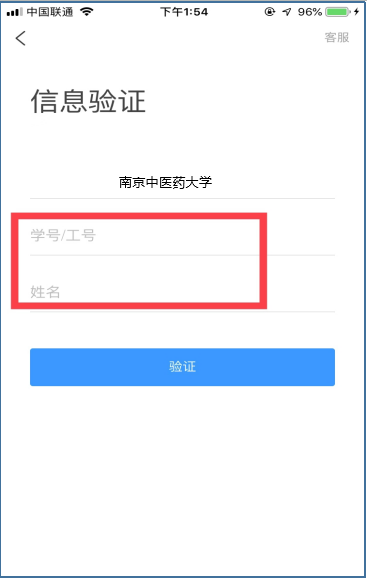 中国联通 下午1:54 96%
客服
信息验证
南京中医药大学
学号/工号
姓名
验证